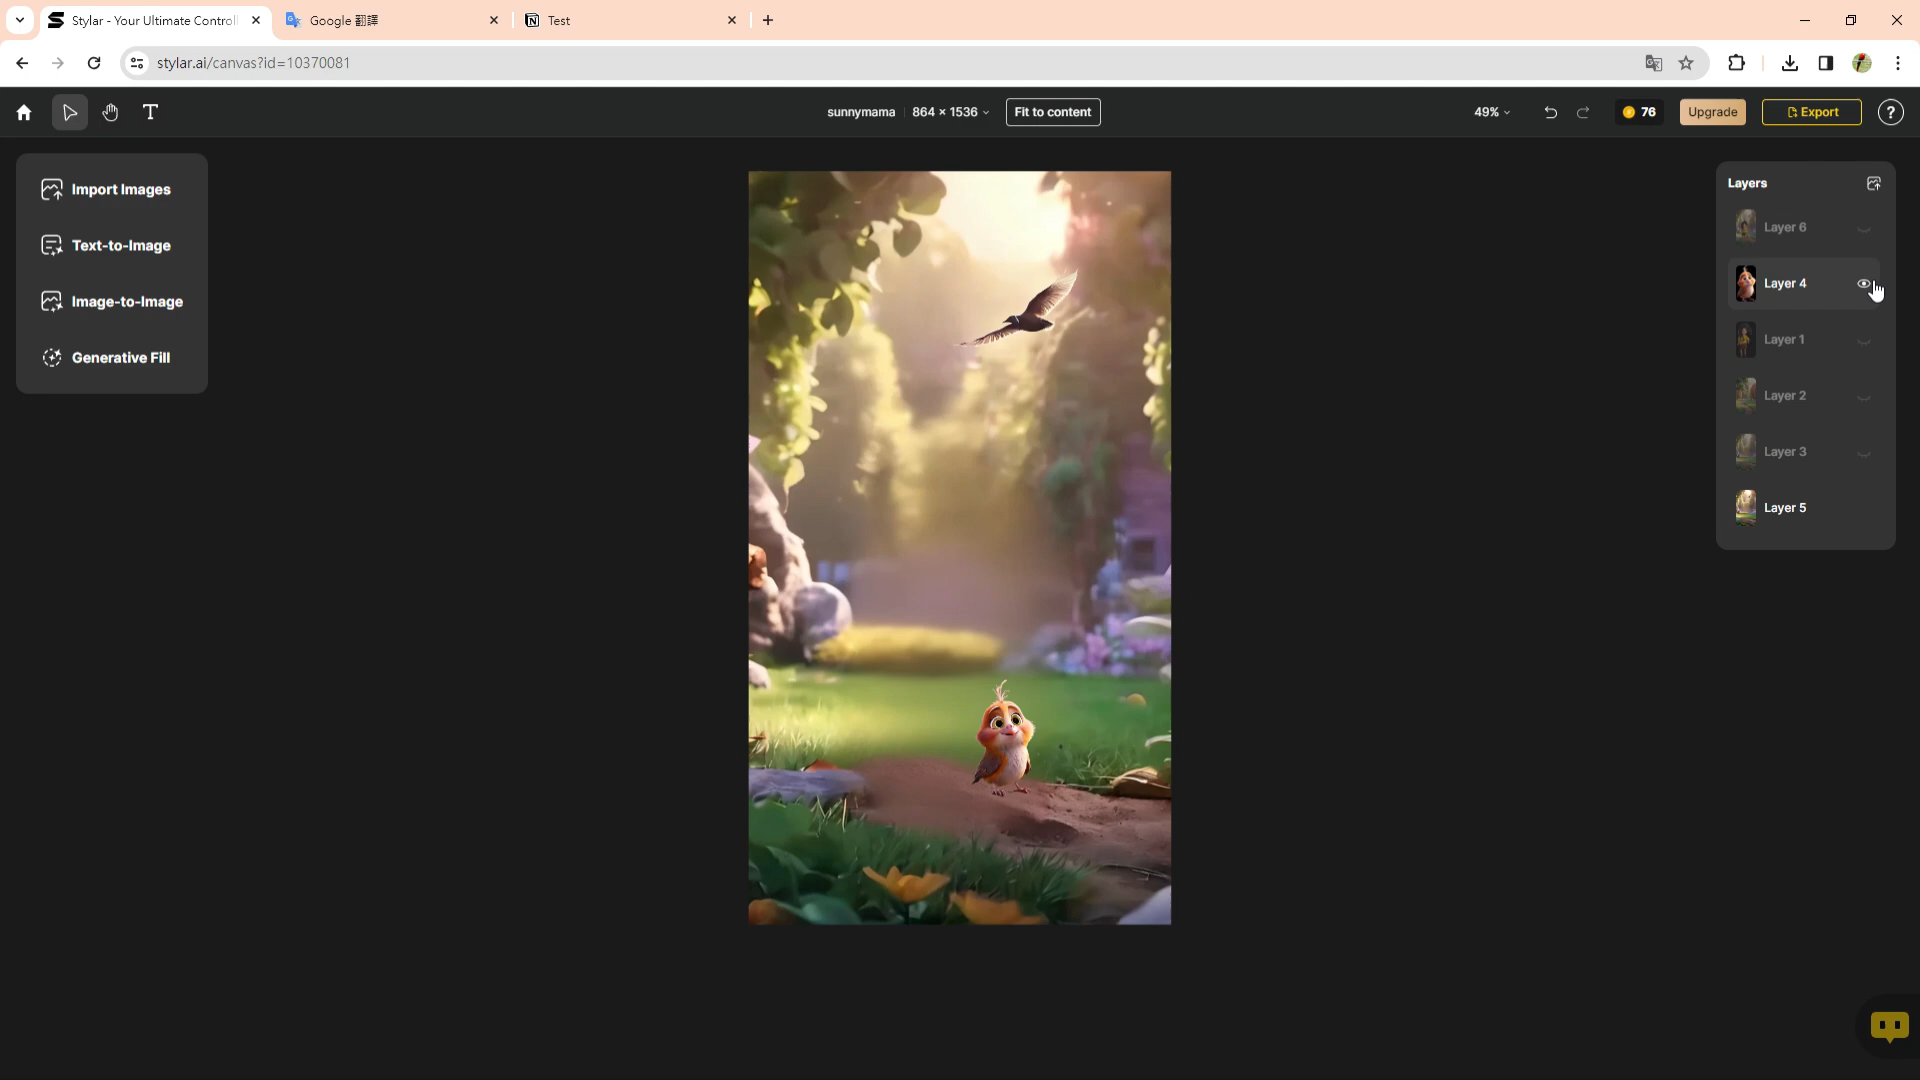 Stylar - Your Ultimate Controll
Google 翻譯
Test
stylar.ai/canvas?id=10370081
sunnymama
864 × 1536
Fit to content
49%
76
Upgrade
Export
?
Import Images
Text-to-Image
Image-to-Image
Generative Fill
Layers
Layer 6
Layer 4
Layer 1
Layer 2
Layer 3
Layer 5